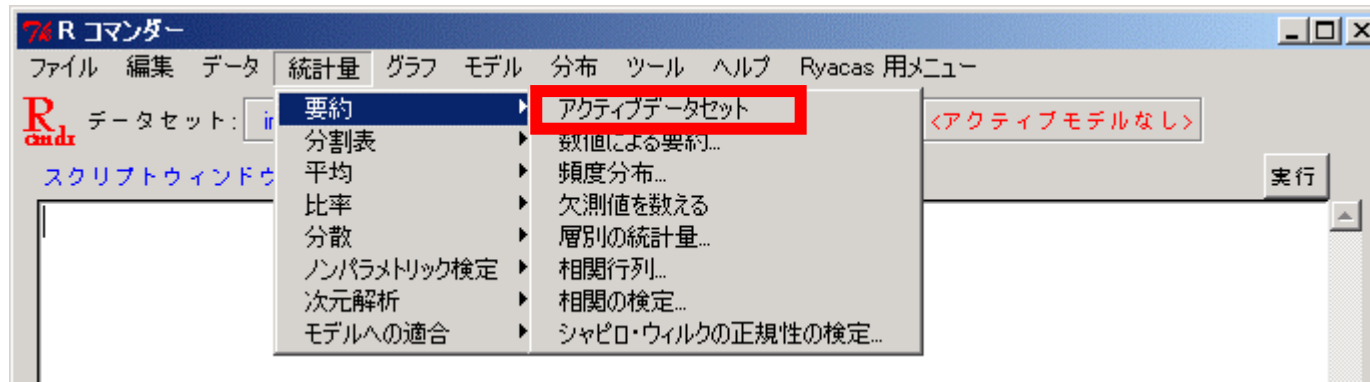 R コマンダー
ファイル 編集 データ 統計量 グラフ モデル 分布 ツール ヘルプ Ryacas 用メニュー
Rcmdr データセット: <アクティブモデルなし>
スクリプトウィンドウ 実行
要約
分割表
平均
比率
分散
ノンパラメトリック検定
次元解析
モデルへの適合
アクティブデータセット
数値による要約...
頻度分布...
欠測値を数える
層別の統計量...
相関行列...
相関の検定...
シャピロ・ウィルクの正規性の検定...